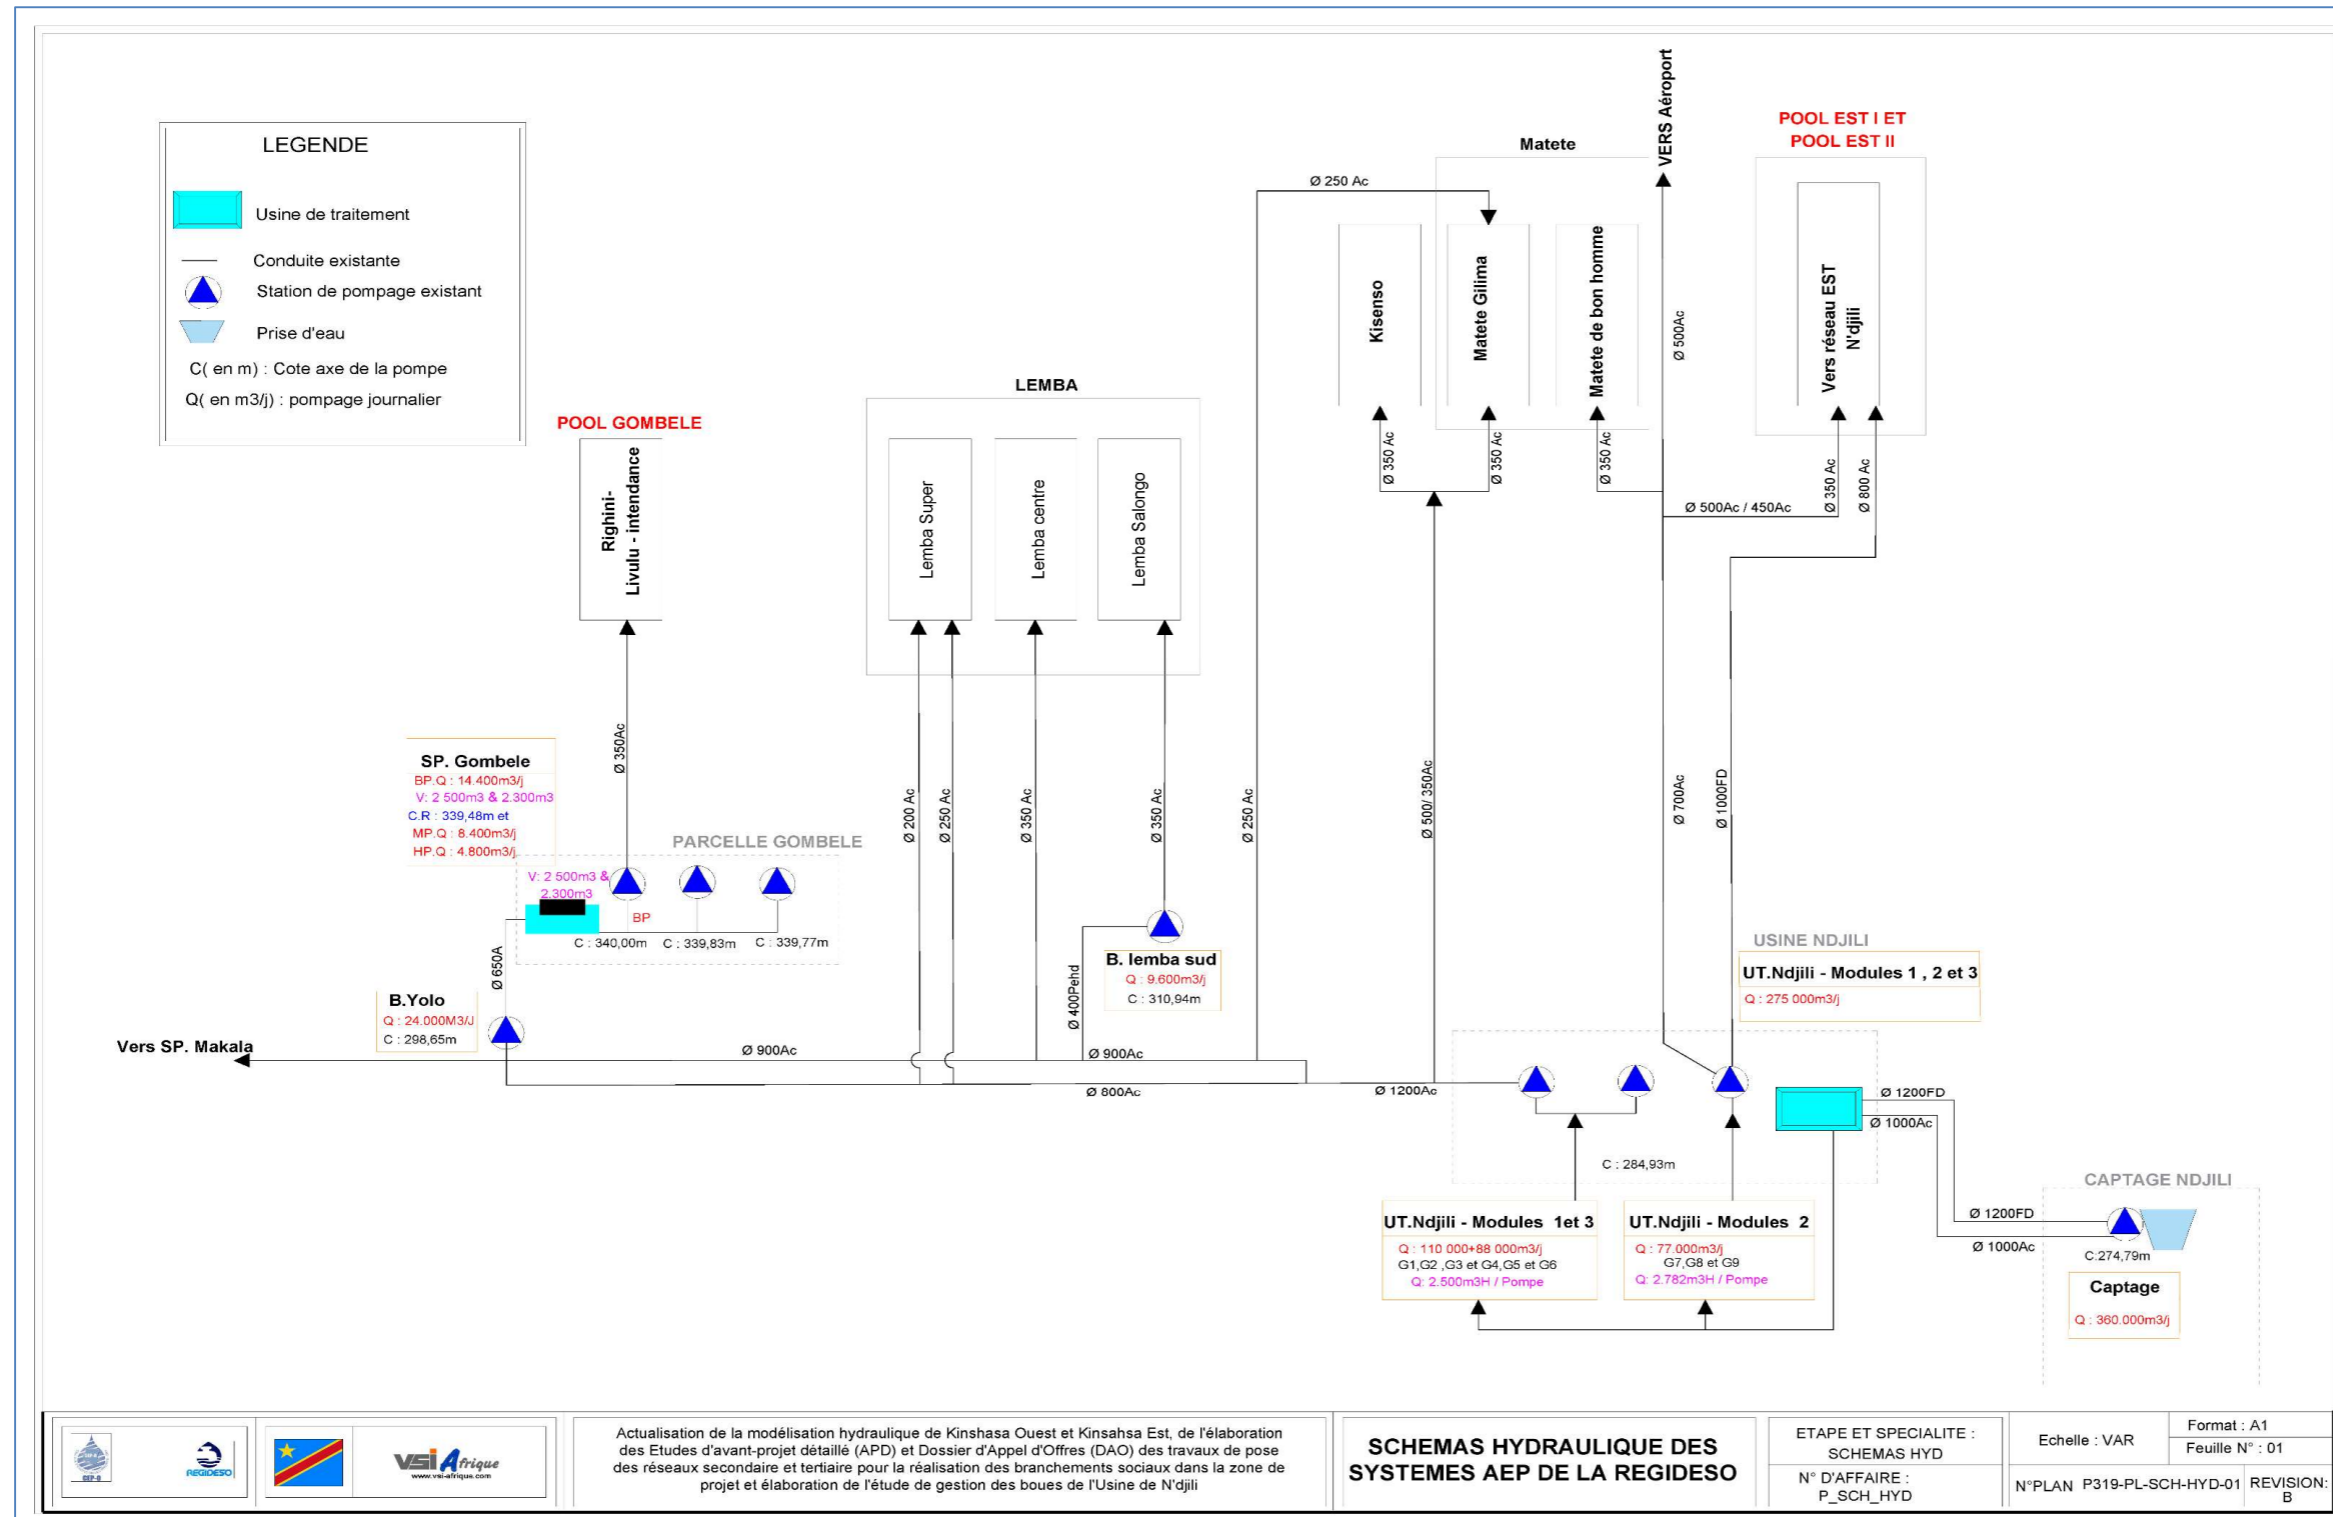 LEGENDE
Usine de traitement
Conduite existante
Station de pompage existant
Prise d'eau
C( en m) : Cote axe de la pompe
Q( en m3/j) : pompage journalier
POOL GOMBELE
Righini-
Livulu - intendance
Ø 350Ac
LEMBA
Lemba Super
Lemba centre
Lemba Salongo
Ø 200 Ac
Ø 250 Ac
Ø 350 Ac
Ø 350 Ac
Ø 250 Ac
Ø 250 Ac
Matete
Kisenso
Matete Gilima
Matete de bon homme
Ø 350 Ac
Ø 350 Ac
Ø 350 Ac
Ø 500/ 350Ac
VERS Aéroport
Ø 500Ac
POOL EST I ET
POOL EST II
Vers réseau EST
N'djili
Ø 350 Ac
Ø 800 Ac
Ø 500Ac / 450Ac
Ø 700Ac
Ø 1000FD
SP. Gombele
BP.Q : 14.400m3/j
V: 2 500m3 & 2.300m3
C.R : 339,48m et
MP.Q : 8.400m3/j
HP.Q : 4.800m3/j
PARCELLE GOMBELE
V: 2 500m3 &
2.300m3
BP
C : 340,00m
C : 339,83m
C : 339,77m
Ø 650A
B.Yolo
Q : 24.000M3/J
C : 298,65m
Vers SP. Makala
Ø 900Ac
Ø 900Ac
Ø 800Ac
Ø 1200Ac
Ø 400Pehd
B. lemba sud
Q : 9.600m3/j
C : 310,94m
USINE NDJILI
UT.Ndjili - Modules 1 , 2 et 3
Q : 275 000m3/j
C : 284,93m
Ø 1200FD
Ø 1000Ac
UT.Ndjili - Modules 1et 3
Q : 110 000+88 000m3/j
G1,G2 ,G3 et G4,G5 et G6
Q: 2.500m3H / Pompe
UT.Ndjili - Modules 2
Q : 77.000m3/j
G7,G8 et G9
Q: 2.782m3H / Pompe
CAPTAGE NDJILI
Ø 1200FD
Ø 1000Ac
C:274,79m
Captage
Q : 360.000m3/j
CEP-O
REGIDESO
vsi Afrique
www.vsi-afrique.com
Actualisation de la modélisation hydraulique de Kinshasa Ouest et Kinsahsa Est, de l'élaboration
des Etudes d'avant-projet détaillé (APD) et Dossier d'Appel d'Offres (DAO) des travaux de pose
des réseaux secondaire et tertiaire pour la réalisation des branchements sociaux dans la zone de
projet et élaboration de l'étude de gestion des boues de l'Usine de N'djili
SCHEMAS HYDRAULIQUE DES
SYSTEMES AEP DE LA REGIDESO
ETAPE ET SPECIALITE :
SCHEMAS HYD
N° D'AFFAIRE :
P_SCH_HYD
Echelle : VAR
Format : A1
Feuille N° : 01
N°PLAN P319-PL-SCH-HYD-01
REVISION:
B